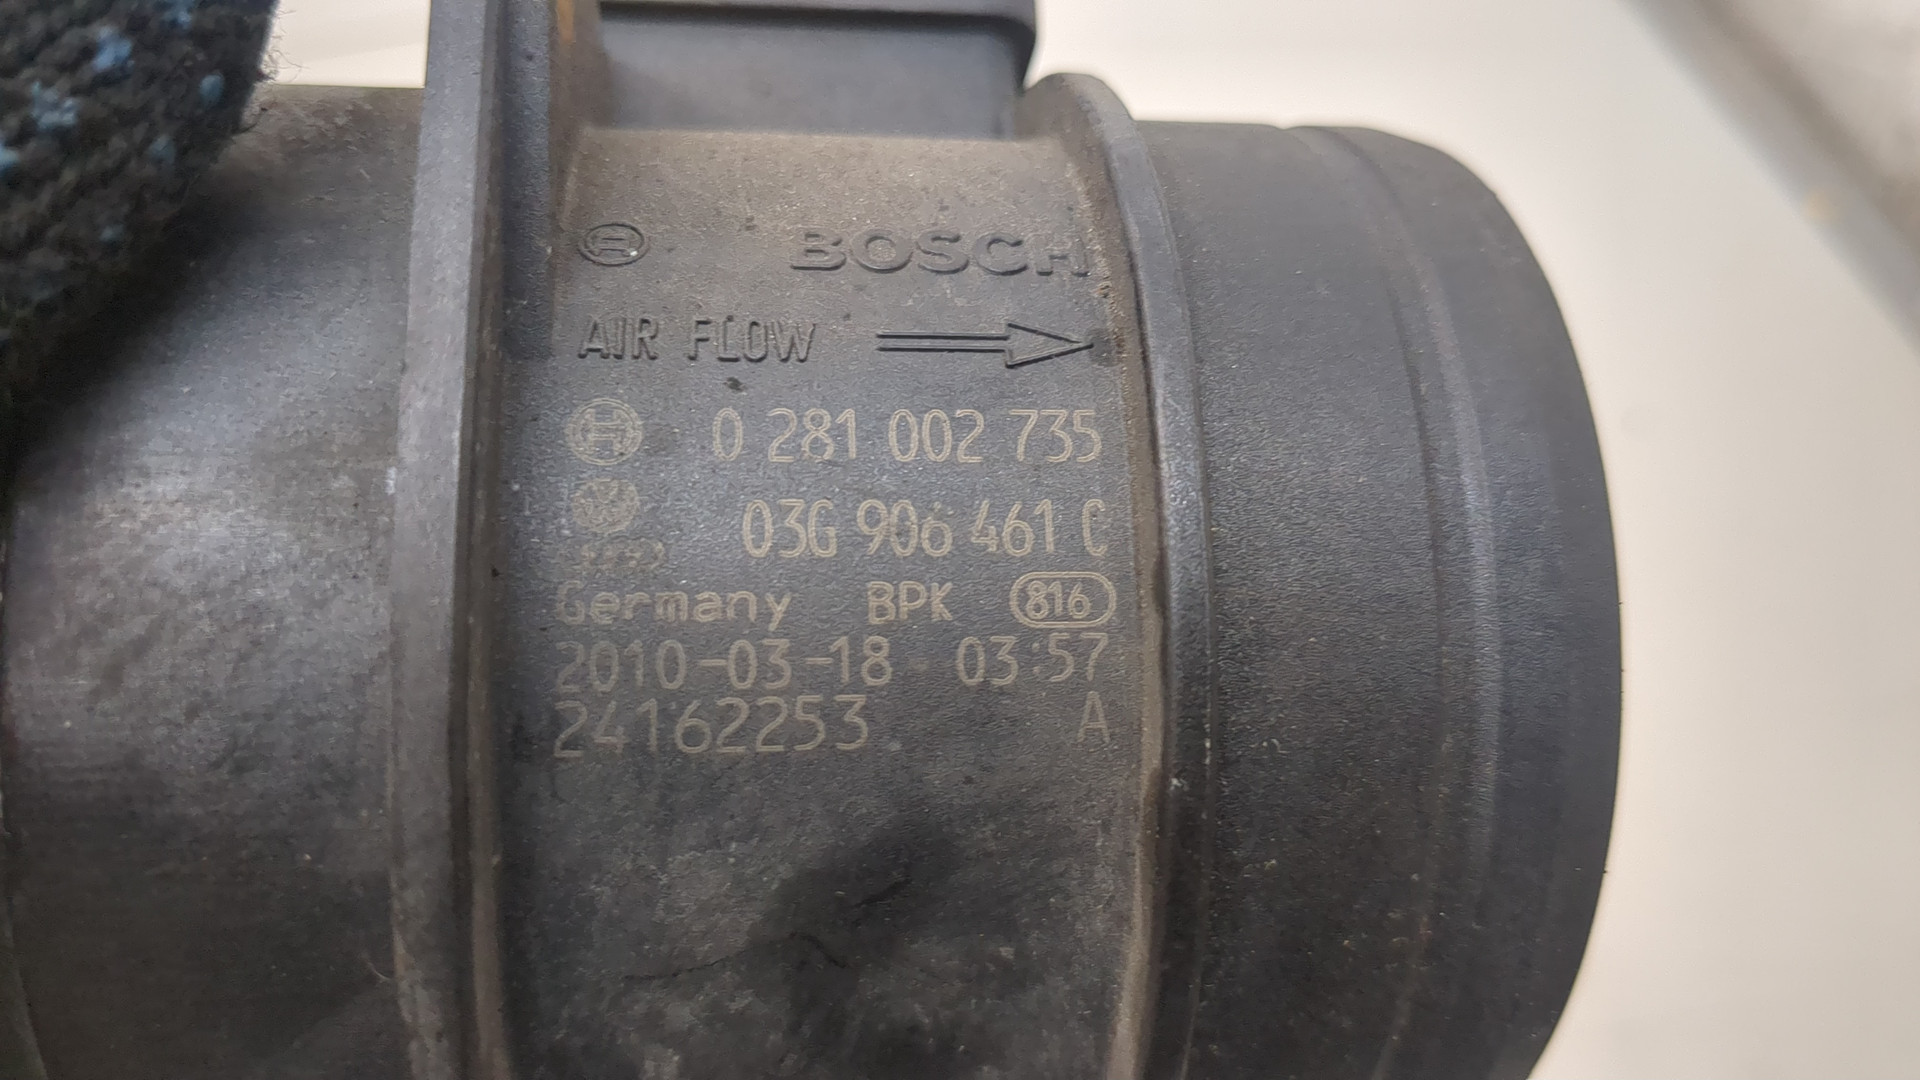 BOSCH
AIR FLOW
0 281 002 735
03G 906 461 C
Germany BPK 816
2010-03-18 03:57
24162253 A